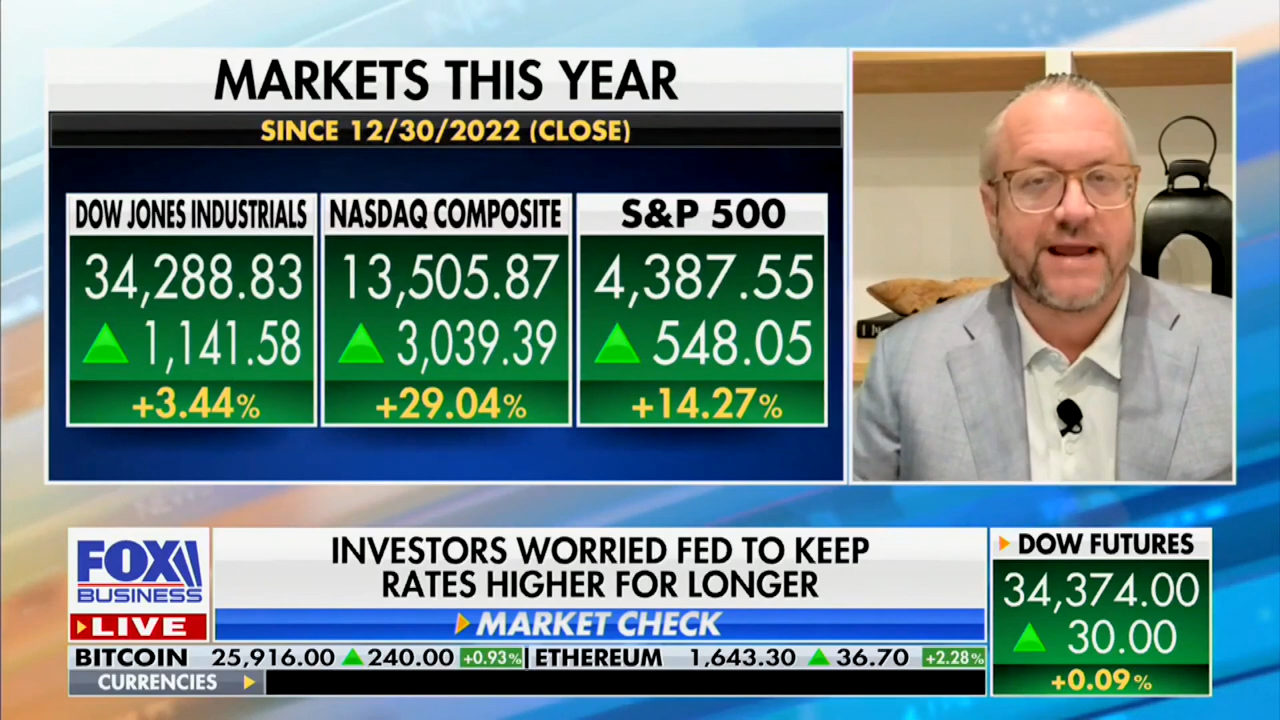 MARKETS THIS YEAR
SINCE 12/30/2022 (CLOSE)
DOW JONES INDUSTRIALS
34,288.83
▲ 1,141.58
+3.44%
NASDAQ COMPOSITE
13,505.87
▲ 3,039.39
+29.04%
S&P 500
4,387.55
▲ 548.05
+14.27%
FOX BUSINESS
LIVE
INVESTORS WORRIED FED TO KEEP
RATES HIGHER FOR LONGER
MARKET CHECK
DOW FUTURES
34,374.00
▲ 30.00
+0.09%
BITCOIN 25,916.00 ▲ 240.00 +0.93% ETHEREUM 1,643.30 ▲ 36.70 +2.28%
CURRENCIES